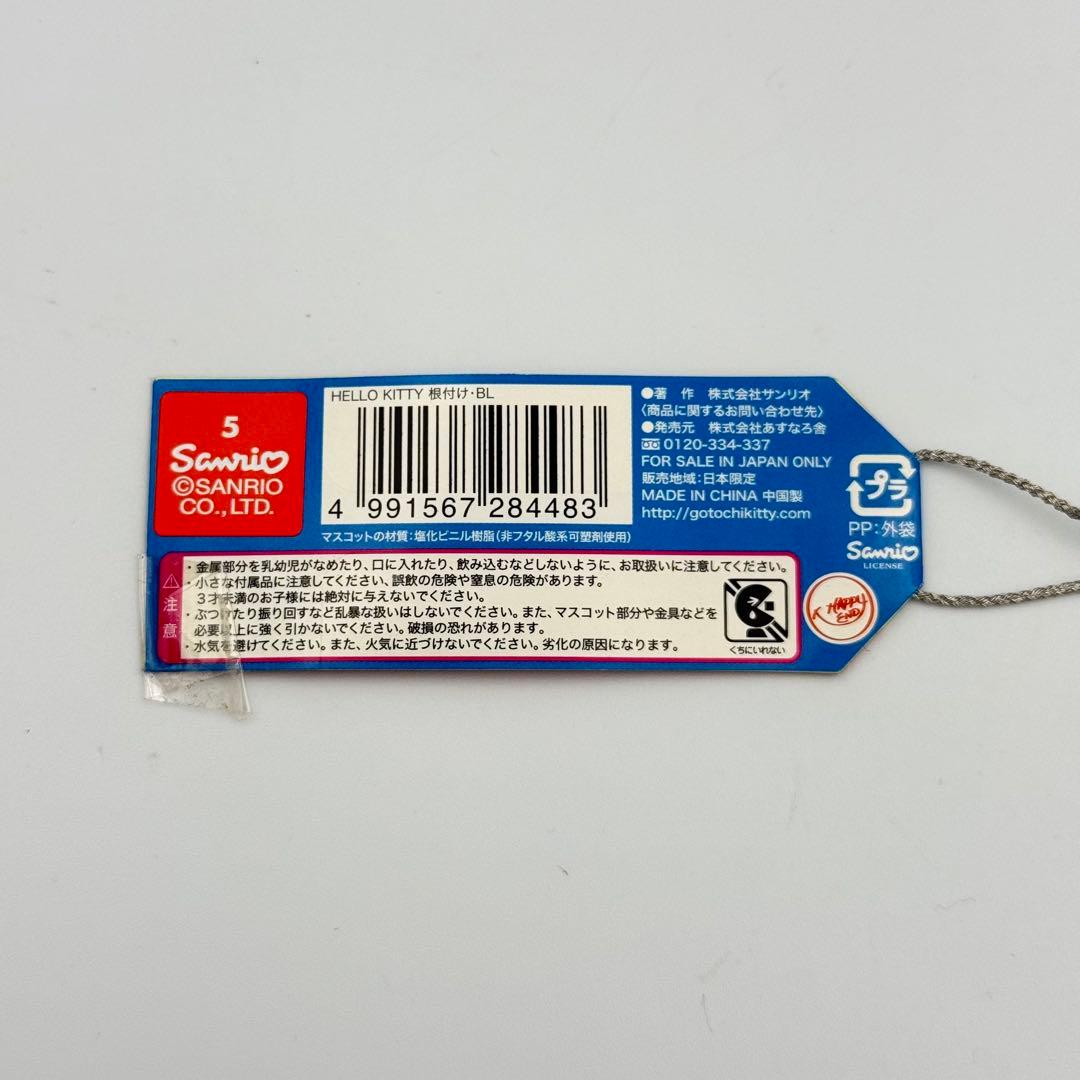 5
Sanrio
©SANRIO
CO.,LTD.
HELLO KITTY 根付け・BL
4 991567 284483
マスコットの材質：塩化ビニル樹脂（非フタル酸系可塑剤使用）
●著　作　株式会社サンリオ
〈商品に関するお問い合わせ先〉
●発売元　株式会社あすなろ舎
0120-334-337
FOR SALE IN JAPAN ONLY
販売地域：日本限定
MADE IN CHINA 中国製
http://gotochikitty.com
プラ
PP：外袋
Sanrio
LICENSE
注意
・金属部分を乳幼児がなめたり、口に入れたり、飲み込むなどしないように、お取扱いに注意してください。
・小さな付属品に注意してください、誤飲の危険や窒息の危険があります。
3才未満のお子様には絶対に与えないでください。
・ぶつけたり振り回すなど乱暴な扱いはしないでください。また、マスコット部分や金具などを
必要以上に強く引かないでください。破損の恐れがあります。
・水気を避けてください。また、火気に近づけないでください。劣化の原因になります。
くちにいれない
HAPPY
END